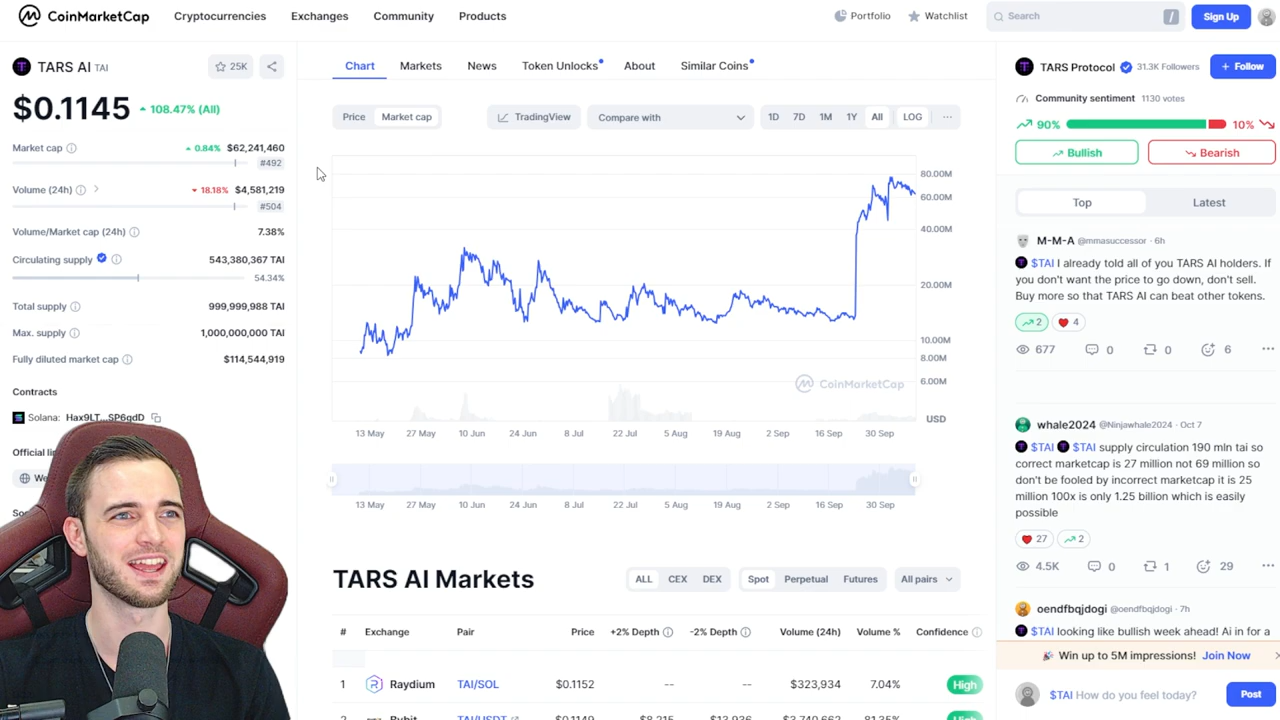 CoinMarketCap
Cryptocurrencies Exchanges Community Products
Portfolio Watchlist Search / Sign Up
TARS AI TAI 25K
$0.1145 108.47% (All)
Market cap 0.84% $62,241,460
#492
Volume (24h) 18.18% $4,581,219
#504
Volume/Market cap (24h) 7.38%
Circulating supply 543,380,367 TAI
54.34%
Total supply 999,999,988 TAI
Max. supply 1,000,000,000 TAI
Fully diluted market cap $114,544,919
Contracts
Solana: Hax9LT...SP6qdD
Chart Markets News Token Unlocks About Similar Coins
Price Market cap TradingView Compare with 1D 7D 1M 1Y All LOG ...
80.00M
60.00M
40.00M
20.00M
10.00M
8.00M
6.00M
CoinMarketCap
USD
13 May 27 May 10 Jun 24 Jun 8 Jul 22 Jul 5 Aug 19 Aug 2 Sep 16 Sep 30 Sep
13 May 27 May 10 Jun 24 Jun 8 Jul 22 Jul 5 Aug 19 Aug 2 Sep 16 Sep 30 Sep
TARS AI Markets
ALL CEX DEX Spot Perpetual Futures All pairs
# Exchange Pair Price +2% Depth -2% Depth Volume (24h) Volume % Confidence
1 Raydium TAI/SOL $0.1152 -- -- $323,934 7.04% High
TARS Protocol 31.3K Followers + Follow
Community sentiment 1130 votes
90% 10%
Bullish Bearish
Top Latest
M-M-A @mmasuccessor · 6h
$TAI I already told all of you TARS AI holders. If
you don't want the price to go down, don't sell.
Buy more so that TARS AI can beat other tokens.
2 4
677 0 0 6 ...
whale2024 @Ninjawhale2024 · Oct 7
$TAI $TAI supply circulation 190 mln tai so
correct marketcap is 27 million not 69 million so
don't be fooled by incorrect marketcap it is 25
million 100x is only 1.25 billion which is easily
possible
27 2
4.5K 0 1 29 ...
oendfbqjdogi @oendfbqjdogi · 7h
$TAI looking like bullish week ahead! Ai in for a
Win up to 5M impressions! Join Now
$TAI How do you feel today? Post